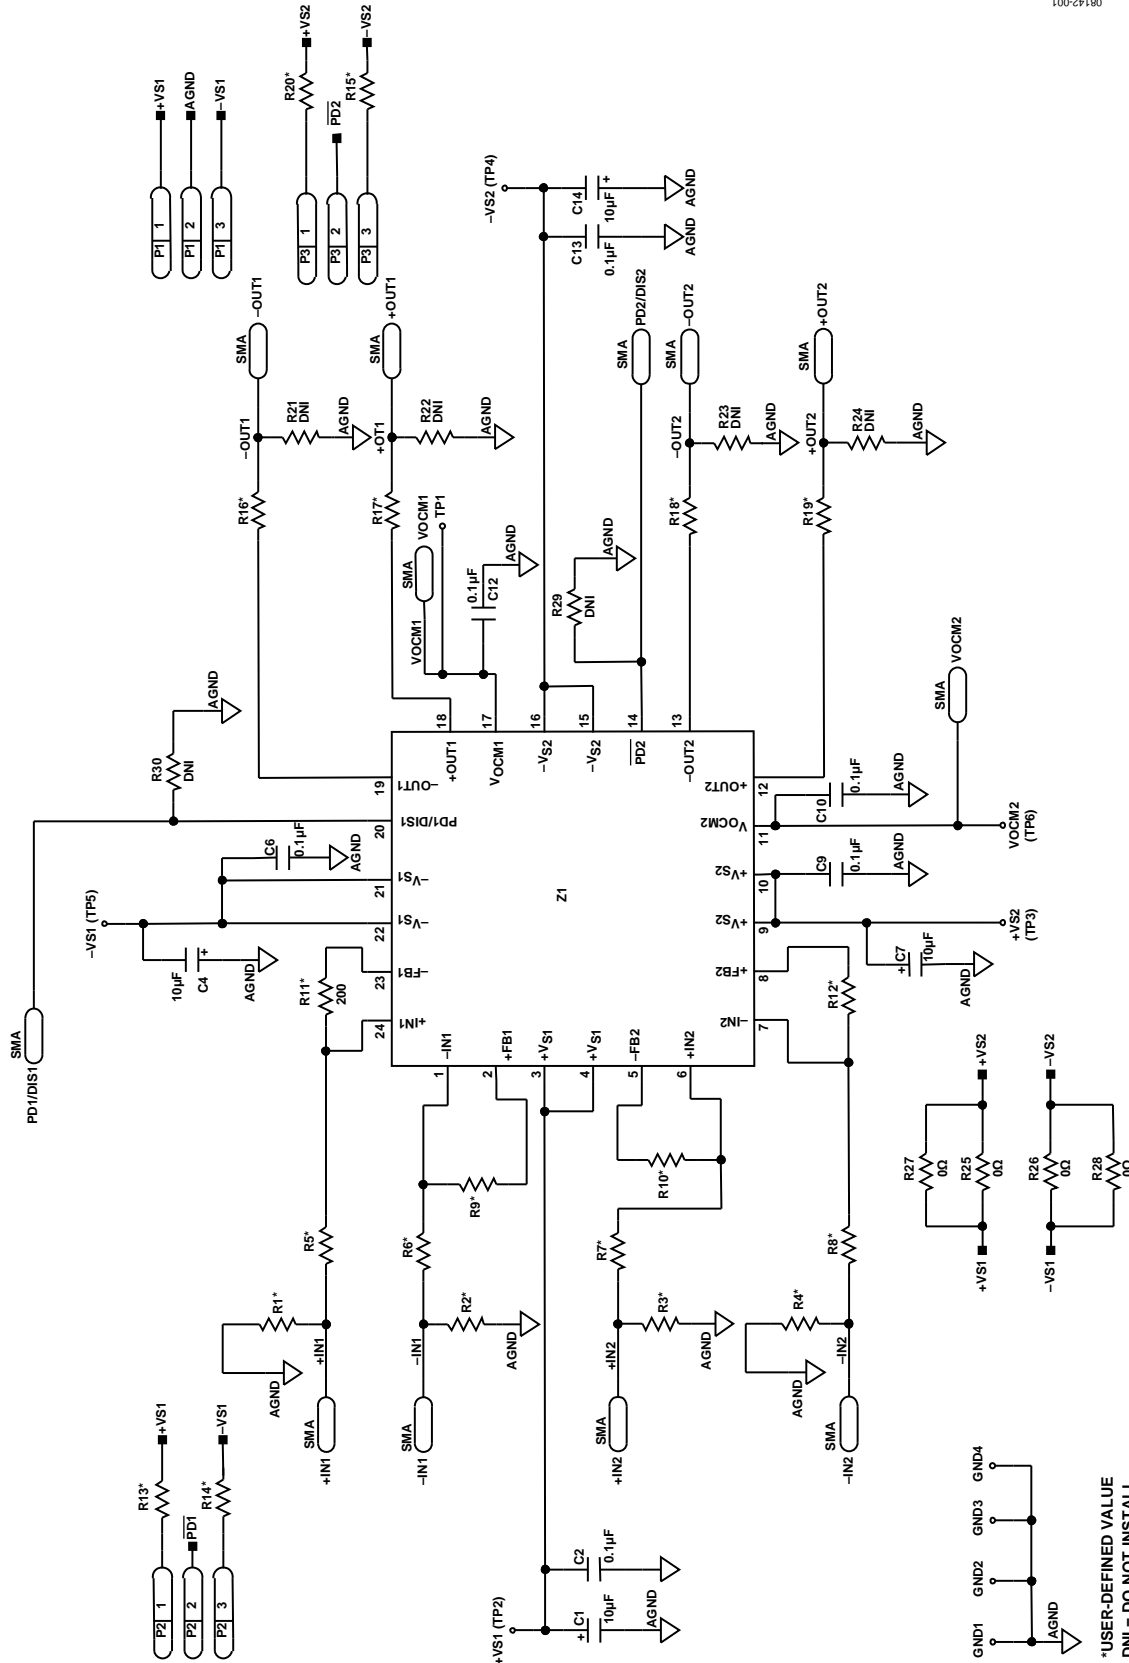 08142-001
P1 1 +VS1
P1 2 AGND
P1 3 –VS1
P3 1 R20* +VS2
P3 2 PD2
P3 3 R15* –VS2
–OUT1
SMA
–OUT1
R21
DNI
AGND
R16*
+OUT1
SMA
+OT1
R22
DNI
AGND
R17*
VOCM1
SMA
VOCM1
TP1
0.1µF
C12
AGND
–VS2 (TP4)
C14
10µF
+
AGND
C13
0.1µF
AGND
PD2/DIS2
SMA
R29
DNI
AGND
–OUT2
SMA
–OUT2
R23
DNI
AGND
R18*
+OUT2
SMA
+OUT2
R24
DNI
AGND
R19*
VOCM2
SMA
R30
DNI
AGND
C6
0.1µF
AGND
–VS1 (TP5)
10µF
C4
+
AGND
SMA
PD1/DIS1
R11*
200
Z1
–IN1 1
+FB1 2
+VS1 3
+VS1 4
–FB2 5
+IN2 6
–IN2 7
+FB2 8
+VS2 9
+VS2 10
VOCM2 11
+OUT2 12
–OUT2 13
PD2 14
–VS2 15
–VS2 16
VOCM1 17
+OUT1 18
–OUT1 19
PD1/DIS1 20
–VS1 21
–VS1 22
–FB1 23
+IN1 24
C10
0.1µF
AGND
VOCM2
(TP6)
C9
0.1µF
AGND
+VS2
(TP3)
+
C7
10µF
AGND
R12*
R5*
R1*
AGND
+IN1
SMA
+IN1
R9*
R6*
R2*
AGND
–IN1
SMA
–IN1
R10*
R7*
R3*
AGND
+IN2
SMA
+IN2
R8*
R4*
AGND
–IN2
SMA
–IN2
R27
0Ω
R25
0Ω
+VS1
+VS2
R26
0Ω
R28
0Ω
–VS1
–VS2
P2 1 R13* +VS1
P2 2 PD1
P2 3 R14* –VS1
+VS1 (TP2)
+
C1
10µF
AGND
C2
0.1µF
GND1
GND2
GND3
GND4
AGND
*USER-DEFINED VALUE
DNI = DO NOT INSTALL